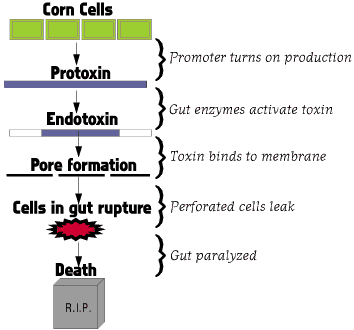 Corn Cells
Promoter turns on production
Protoxin
Gut enzymes activate toxin
Endotoxin
Toxin binds to membrane
Pore formation
Perforated cells leak
Cells in gut rupture
Gut paralyzed
Death
R.I.P.